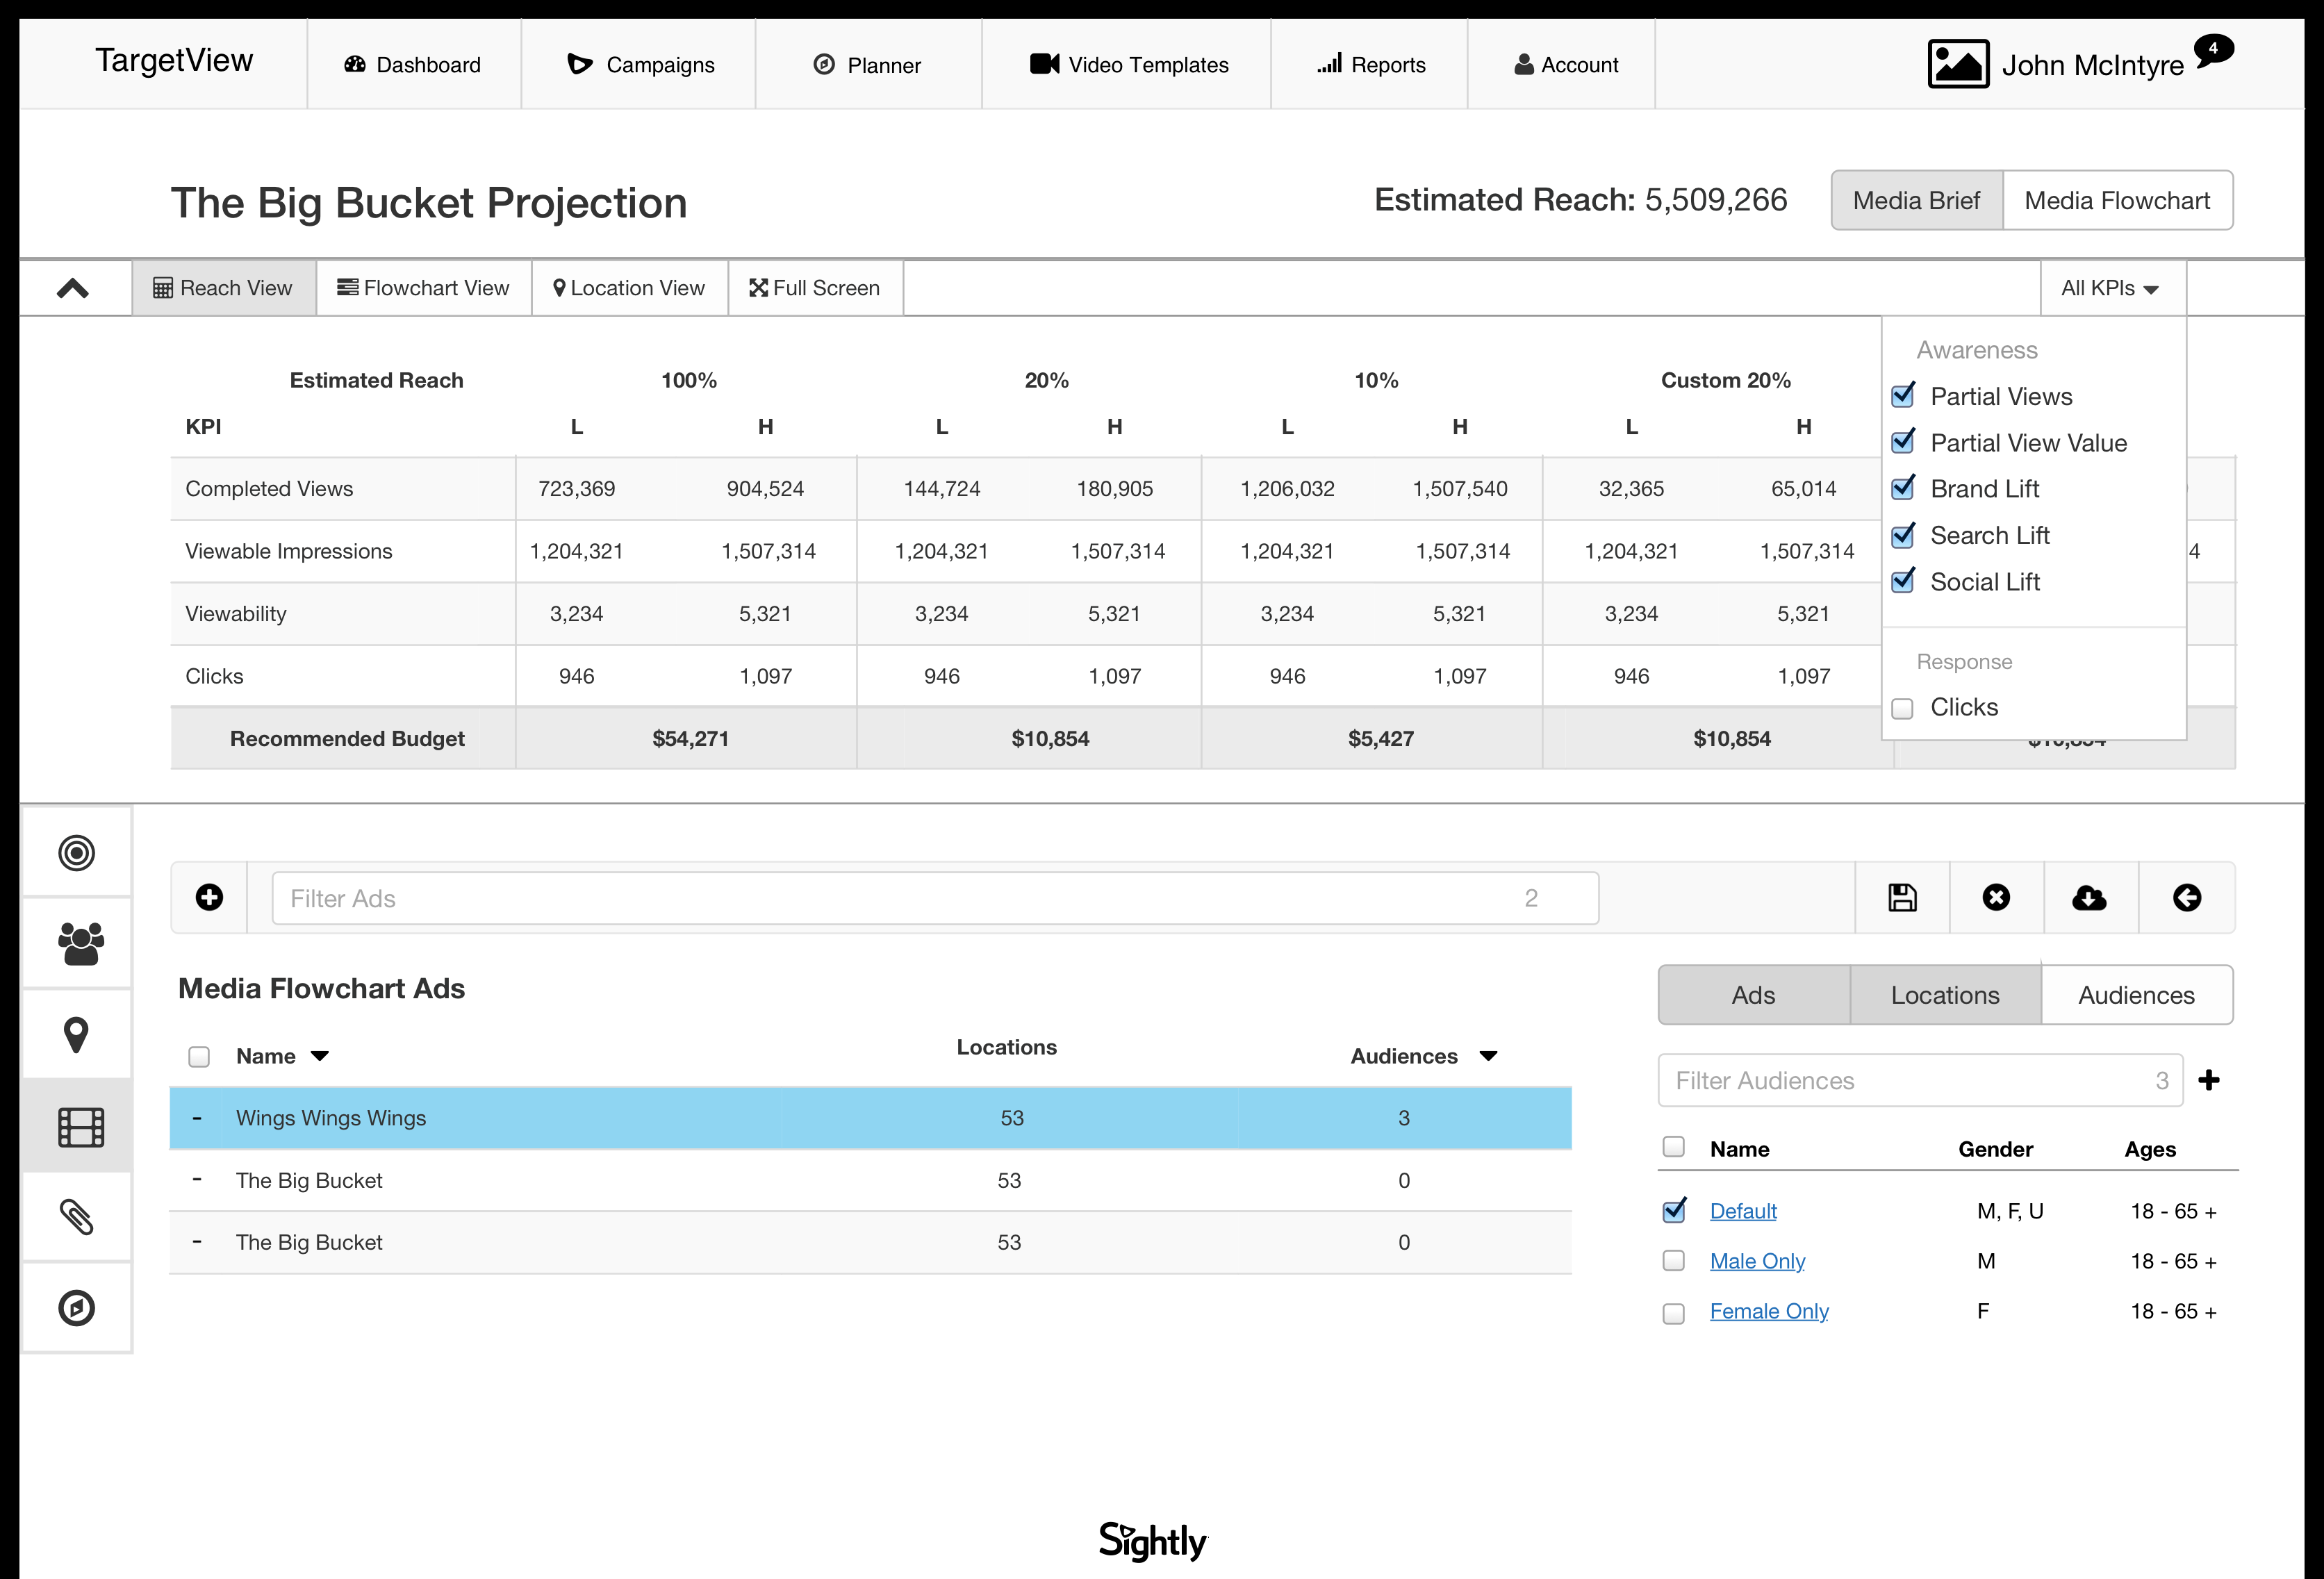 TargetView Dashboard Campaigns Planner Video Templates Reports Account John McIntyre 4
The Big Bucket Projection Estimated Reach: 5,509,266 Media Brief Media Flowchart
Reach View Flowchart View Location View Full Screen All KPIs
Awareness
Partial Views
Partial View Value
Brand Lift
Search Lift
Social Lift
Response
Clicks
Estimated Reach 100% 20% 10% Custom 20%
KPI L H L H L H L H
Completed Views 723,369 904,524 144,724 180,905 1,206,032 1,507,540 32,365 65,014
Viewable Impressions 1,204,321 1,507,314 1,204,321 1,507,314 1,204,321 1,507,314 1,204,321 1,507,314 4
Viewability 3,234 5,321 3,234 5,321 3,234 5,321 3,234 5,321
Clicks 946 1,097 946 1,097 946 1,097 946 1,097
Recommended Budget $54,271 $10,854 $5,427 $10,854
Filter Ads 2
Media Flowchart Ads
Name Locations Audiences
- Wings Wings Wings 53 3
- The Big Bucket 53 0
- The Big Bucket 53 0
Ads Locations Audiences
Filter Audiences 3
Name Gender Ages
Default M, F, U 18 - 65 +
Male Only M 18 - 65 +
Female Only F 18 - 65 +
Sightly